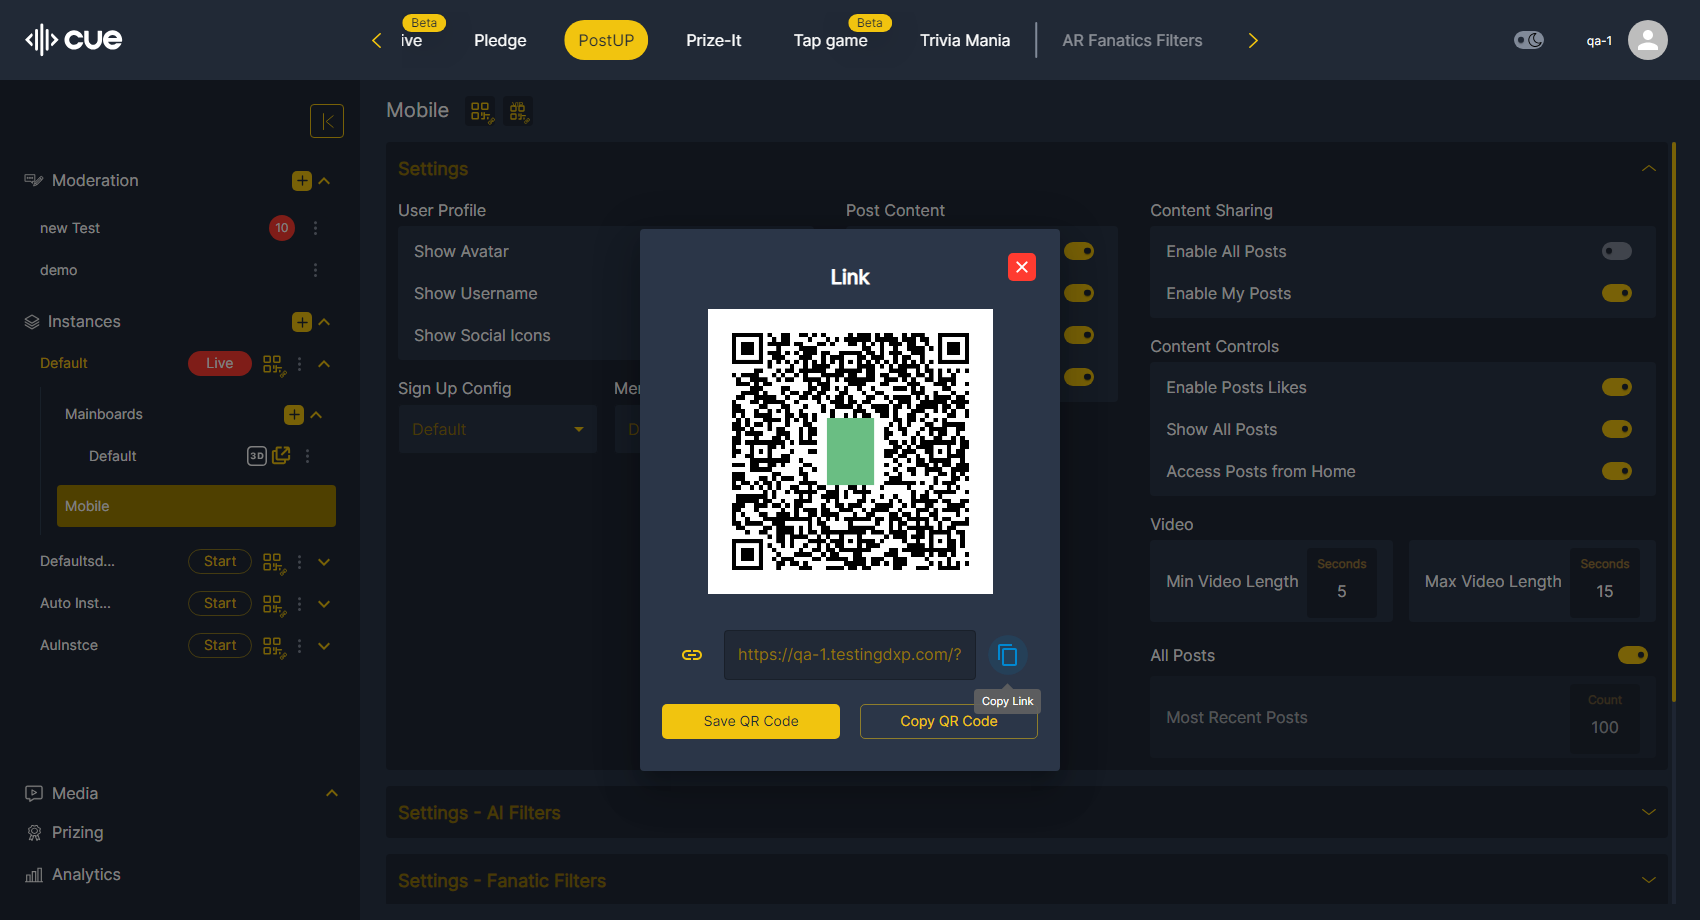 cue
Beta
Beta
ive
Pledge
PostUP
Prize-It
Tap game
Trivia Mania
AR Fanatics Filters
qa-1
Mobile
Moderation
new Test
10
demo
Instances
Default
Live
Mainboards
Default
3D
Mobile
Defaultsd...
Start
Auto Inst...
Start
AuInstce
Start
Media
Prizing
Analytics
Settings
User Profile
Show Avatar
Show Username
Show Social Icons
Sign Up Config
Default
Post Content
Content Sharing
Enable All Posts
Enable My Posts
Content Controls
Enable Posts Likes
Show All Posts
Access Posts from Home
Video
Min Video Length
Seconds
5
Max Video Length
Seconds
15
All Posts
Most Recent Posts
Count
100
Link
https://qa-1.testingdxp.com/?
Copy Link
Save QR Code
Copy QR Code
Settings - AI Filters
Settings - Fanatic Filters